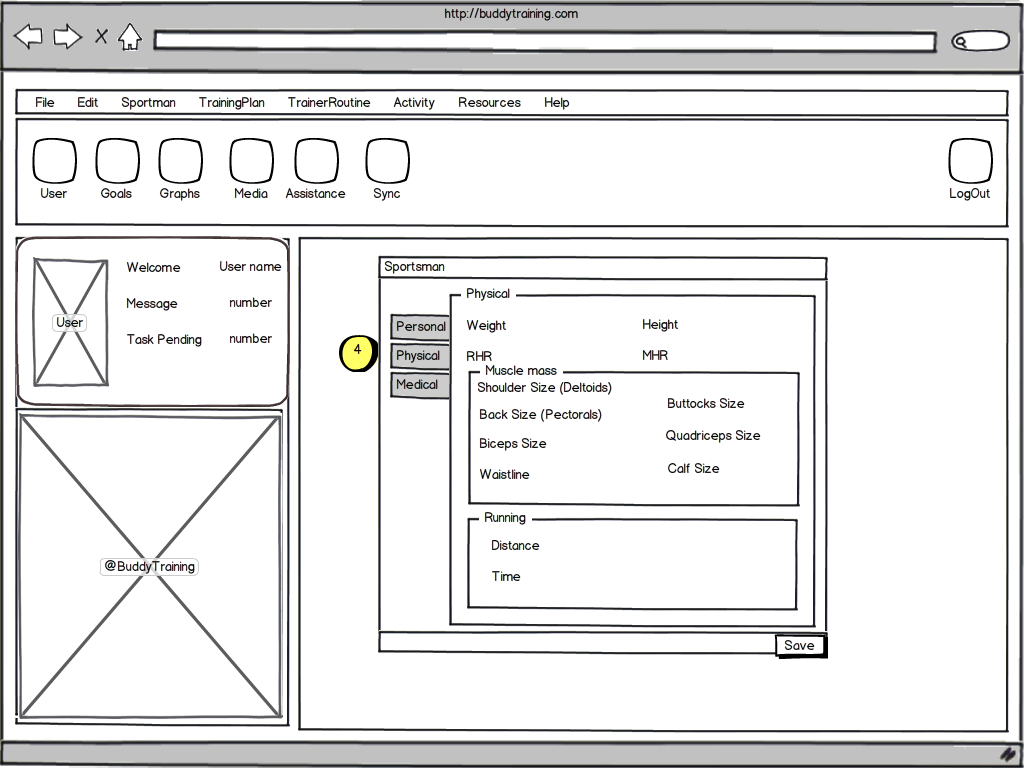 http://buddytraining.com
File Edit Sportman TrainingPlan TrainerRoutine Activity Resources Help
User Goals Graphs Media Assistance Sync LogOut
Welcome User name
Message number
User
Task Pending number
@BuddyTraining
Sportsman
4
Personal
Physical
Medical
Physical
Weight Height
RHR MHR
Muscle mass
Shoulder Size (Deltoids)
Back Size (Pectorals)
Biceps Size
Waistline
Buttocks Size
Quadriceps Size
Calf Size
Running
Distance
Time
Save